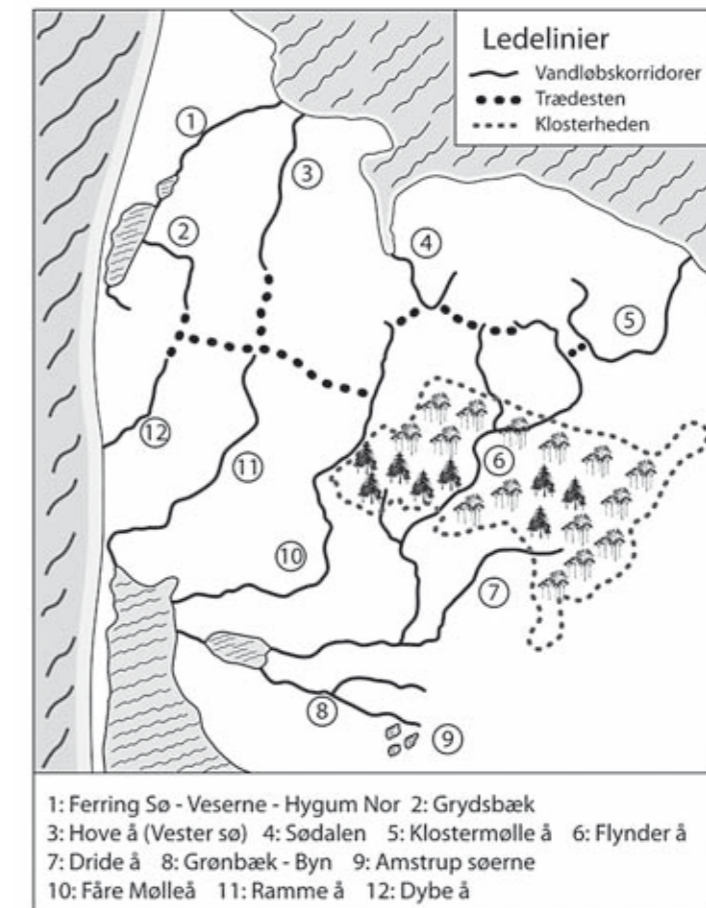 Ledelinier
Vandløbskorridorer
Trædesten
Klosterheden
1
2
3
4
5
6
7
8
9
10
11
12
1: Ferring Sø - Veserne - Hygum Nor 2: Grydsbæk
3: Hove å (Vester sø) 4: Sødalen 5: Klostermølle å 6: Flynder å
7: Dride å 8: Grønbæk - Byn 9: Amstrup søerne
10: Fåre Mølleå 11: Ramme å 12: Dybe å